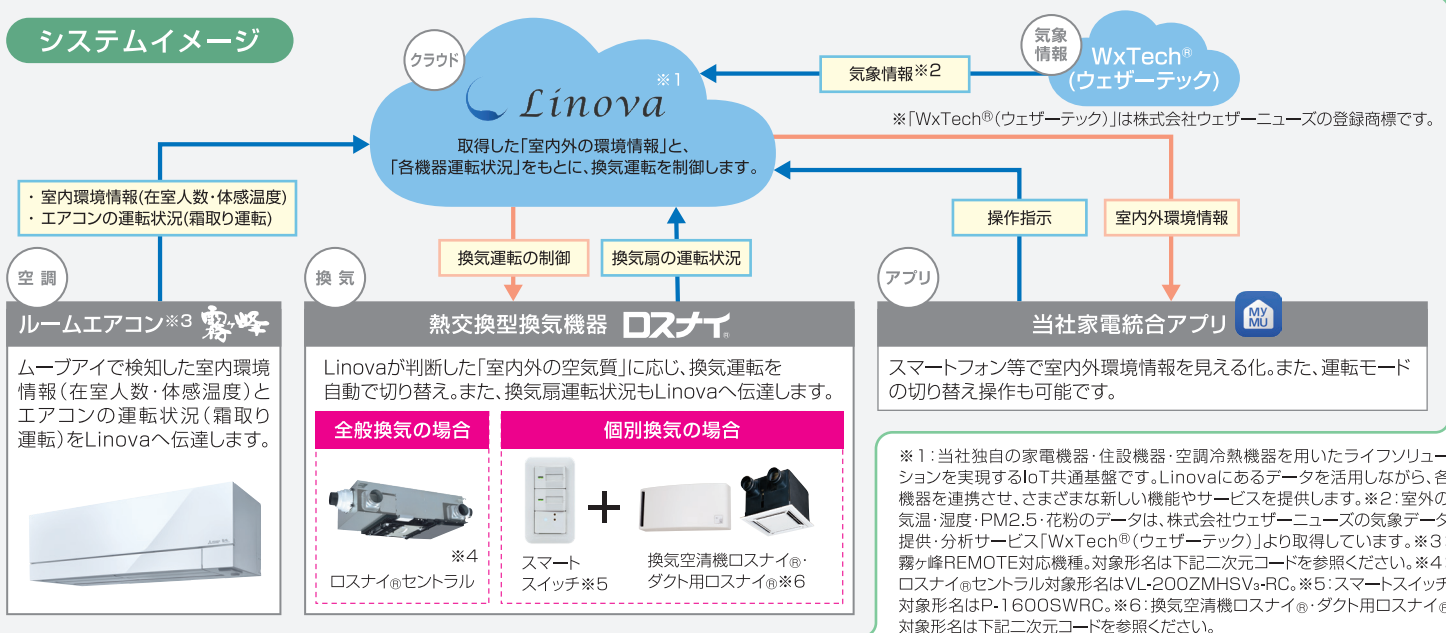 システムイメージ
クラウド
Linova ※1
取得した「室内外の環境情報」と、
「各機器運転状況」をもとに、換気運転を制御します。
気象情報※2
気象
情報
WxTech®
(ウェザーテック)
※「WxTech®(ウェザーテック)」は株式会社ウェザーニューズの登録商標です。
・ 室内環境情報(在室人数・体感温度)
・ エアコンの運転状況(霜取り運転)
換気運転の制御
換気扇の運転状況
操作指示
室内外環境情報
空調
ルームエアコン※3 霧ヶ峰
ムーブアイで検知した室内環境
情報(在室人数・体感温度)と
エアコンの運転状況(霜取り
運転)をLinovaへ伝達します。
換気
熱交換型換気機器 ロスナイ®
Linovaが判断した「室内外の空気質」に応じ、換気運転を
自動で切り替え。また、換気扇運転状況もLinovaへ伝達します。
全般換気の場合
※4
ロスナイ®セントラル
個別換気の場合
スマート
スイッチ※5
+
換気空清機ロスナイ®・
ダクト用ロスナイ®※6
アプリ
当社家電統合アプリ MY MU
スマートフォン等で室内外環境情報を見える化。また、運転モード
の切り替え操作も可能です。
※1:当社独自の家電機器・住設機器・空調冷熱機器を用いたライフソリュー
ションを実現するIoT共通基盤です。Linovaにあるデータを活用しながら、各
機器を連携させ、さまざまな新しい機能やサービスを提供します。※2:室外の
気温・湿度・PM2.5・花粉のデータは、株式会社ウェザーニューズの気象データ
提供・分析サービス「WxTech®(ウェザーテック)」より取得しています。※3:
霧ヶ峰REMOTE対応機種。対象形名は下記二次元コードを参照ください。※4:
ロスナイ®セントラル対象形名はVL-200ZMHSV₃-RC。※5:スマートスイッチ
対象形名はP-1600SWRC。※6:換気空清機ロスナイ®・ダクト用ロスナイ®
対象形名は下記二次元コードを参照ください。